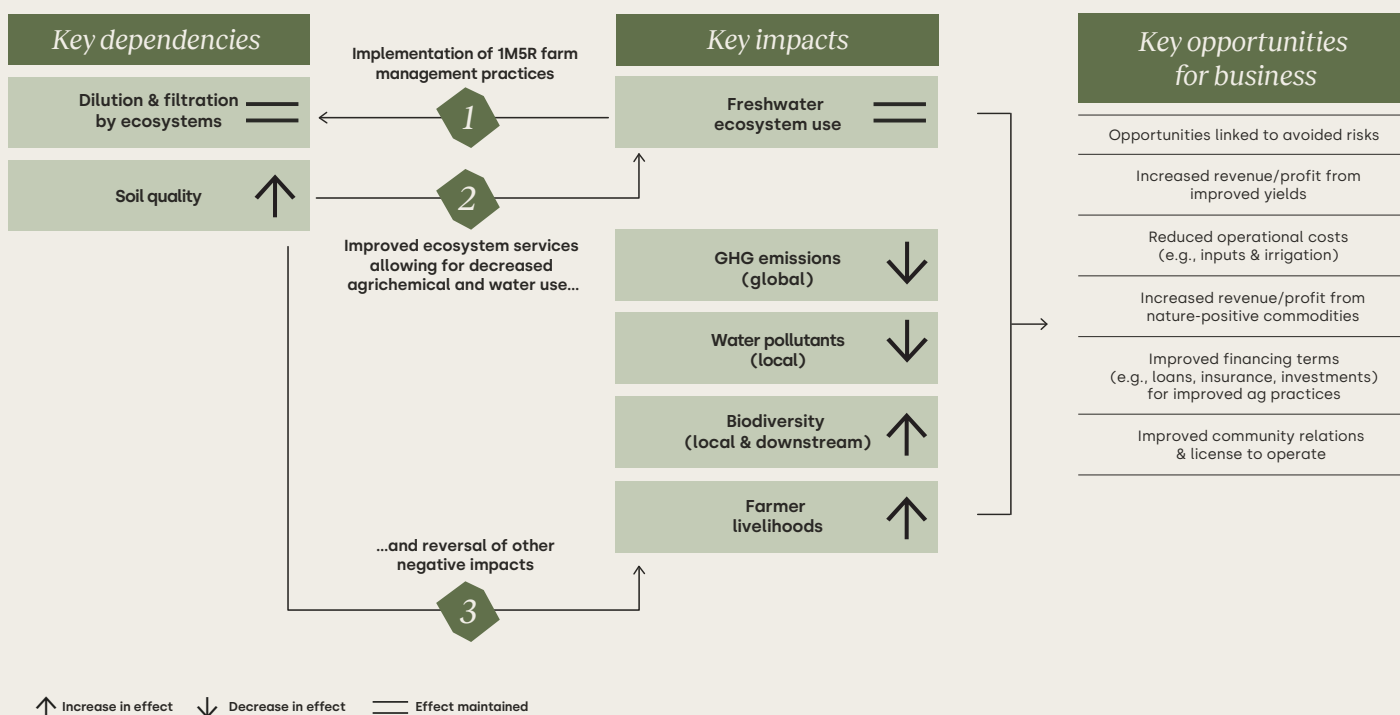 Key dependencies
Dilution & filtration
by ecosystems
Soil quality
Implementation of 1M5R farm
management practices
1
2
Improved ecosystem services
allowing for decreased
agrichemical and water use...
...and reversal of other
negative impacts
3
Key impacts
Freshwater
ecosystem use
GHG emissions
(global)
Water pollutants
(local)
Biodiversity
(local & downstream)
Farmer
livelihoods
Key opportunities
for business
Opportunities linked to avoided risks
Increased revenue/profit from
improved yields
Reduced operational costs
(e.g., inputs & irrigation)
Increased revenue/profit from
nature-positive commodities
Improved financing terms
(e.g., loans, insurance, investments)
for improved ag practices
Improved community relations
& license to operate
Increase in effect
Decrease in effect
Effect maintained